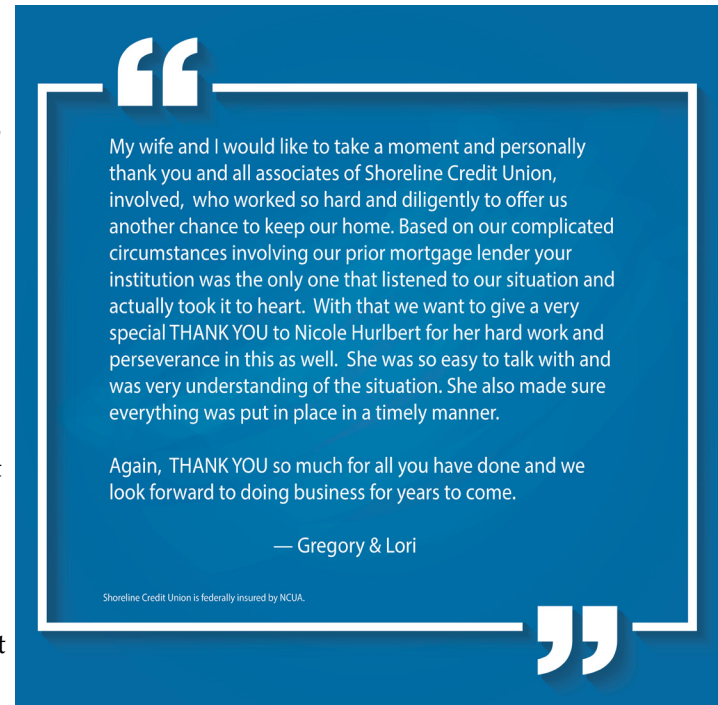 My wife and I would like to take a moment and personally
thank you and all associates of Shoreline Credit Union,
involved,  who worked so hard and diligently to offer us
another chance to keep our home. Based on our complicated
circumstances involving our prior mortgage lender your
institution was the only one that listened to our situation and
actually took it to heart.  With that we want to give a very
special THANK YOU to Nicole Hurlbert for her hard work and
perseverance in this as well.  She was so easy to talk with and
was very understanding of the situation. She also made sure
everything was put in place in a timely manner.
Again,  THANK YOU so much for all you have done and we
look forward to doing business for years to come.
— Gregory & Lori
Shoreline Credit Union is federally insured by NCUA.